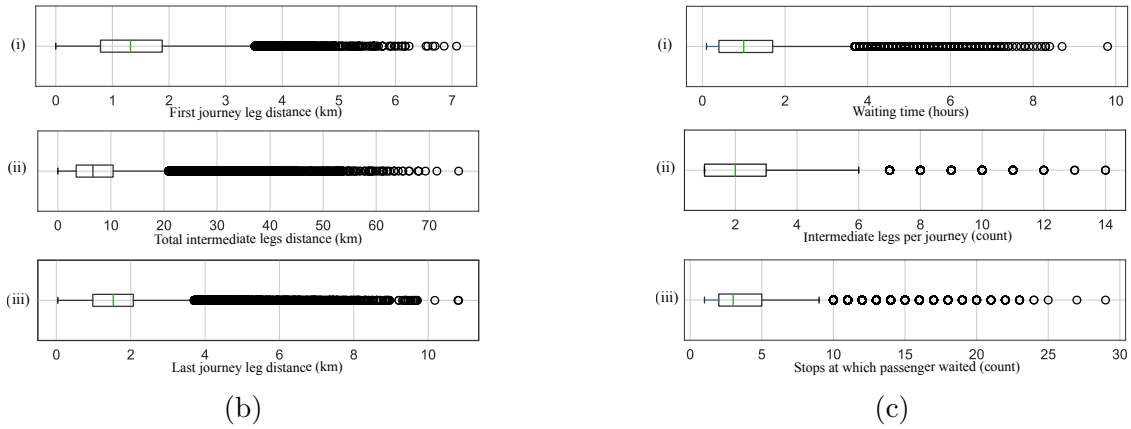 (i)
0 1 2 3 4 5 6 7
First journey leg distance (km)
(ii)
0 10 20 30 40 50 60 70
Total intermediate legs distance (km)
(iii)
0 2 4 6 8 10
Last journey leg distance (km)
(b)
(i)
0 2 4 6 8 10
Waiting time (hours)
(ii)
2 4 6 8 10 12 14
Intermediate legs per journey (count)
(iii)
0 5 10 15 20 25 30
Stops at which passenger waited (count)
(c)